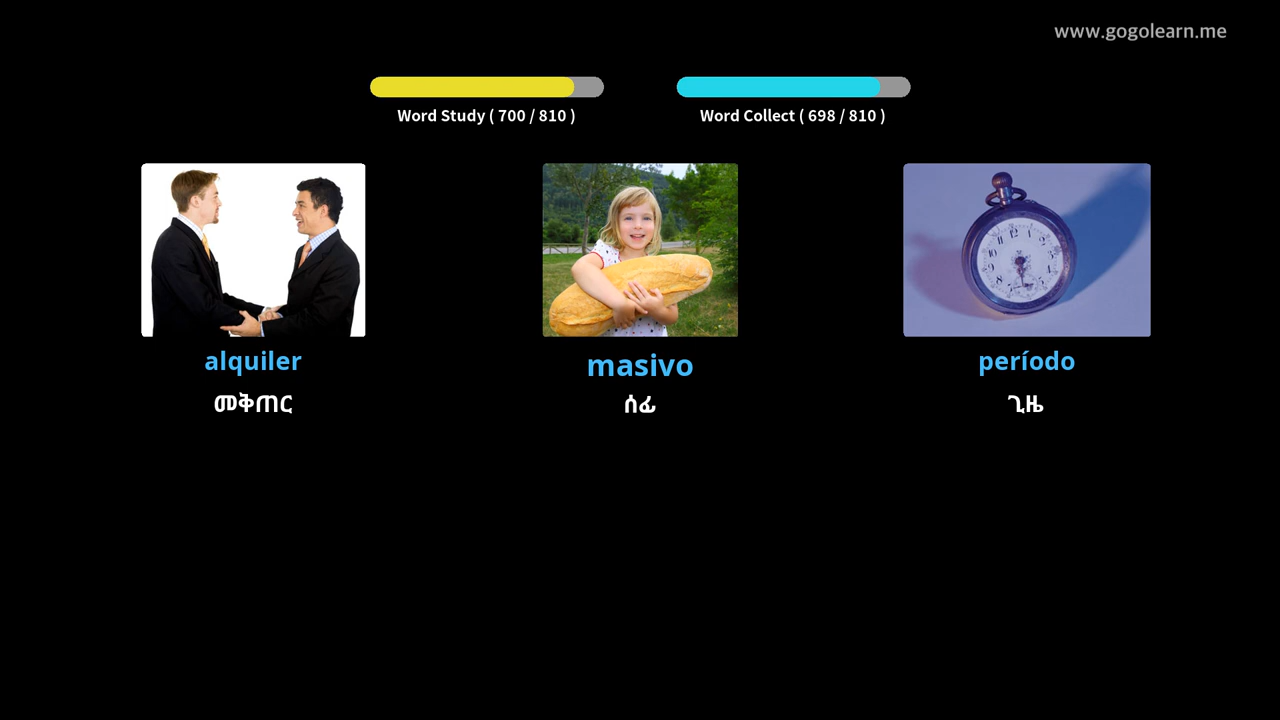 www.gogolearn.me
Word Study ( 700 / 810 )
Word Collect ( 698 / 810 )
alquiler
masivo
período
መቅጠር
ሰፊ
ጊዜ